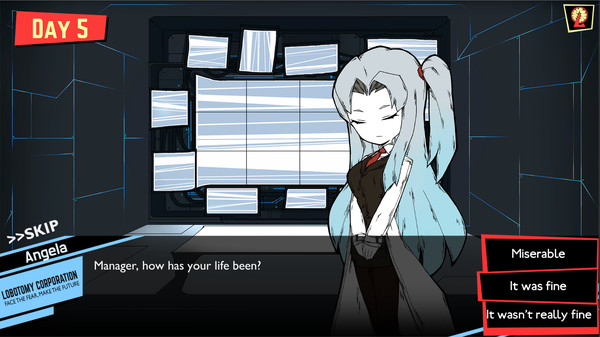 DAY 5
>>SKIP
Angela
LOBOTOMY CORPORATION
FACE THE FEAR, MAKE THE FUTURE
Manager, how has your life been?
Miserable
It was fine
It wasn't really fine